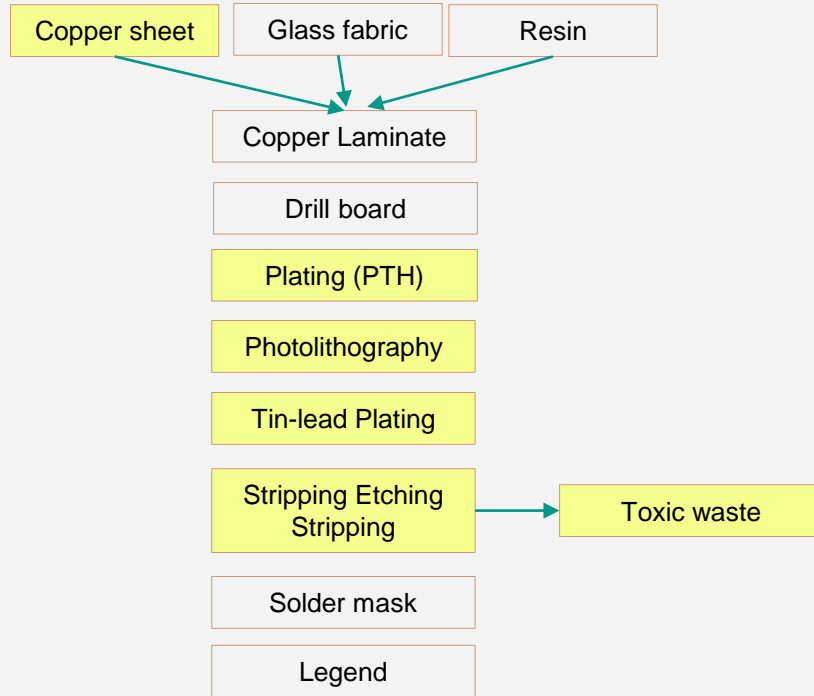 Copper sheet
Glass fabric
Resin
Copper Laminate
Drill board
Plating (PTH)
Photolithography
Tin-lead Plating
Stripping Etching
Stripping
Toxic waste
Solder mask
Legend